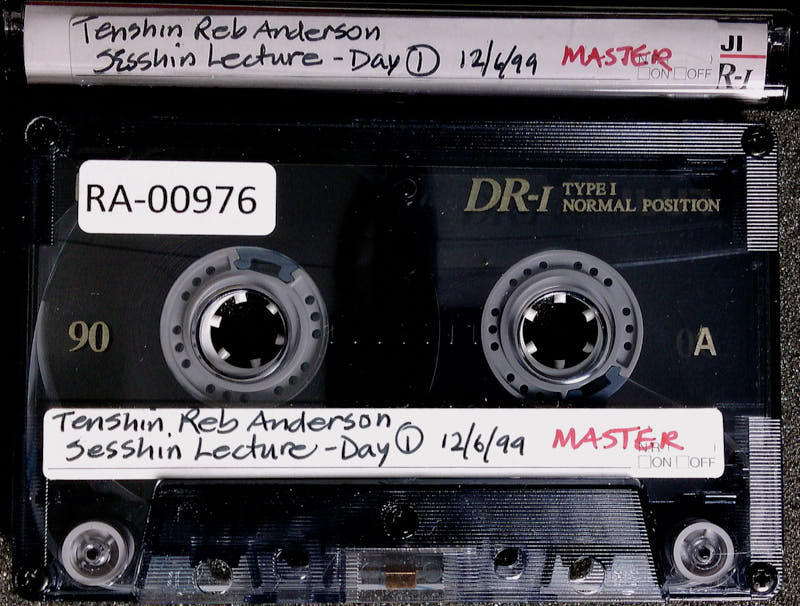 Tenshin Reb Anderson
Sesshin Lecture - Day ① 12/6/99 MASTER
ON OFF
JI
R-I
RA-00976
DR-I TYPE I
NORMAL POSITION
90
A
Tenshin Reb Anderson
Sesshin Lecture - Day ① 12/6/99 MASTER
ON OFF